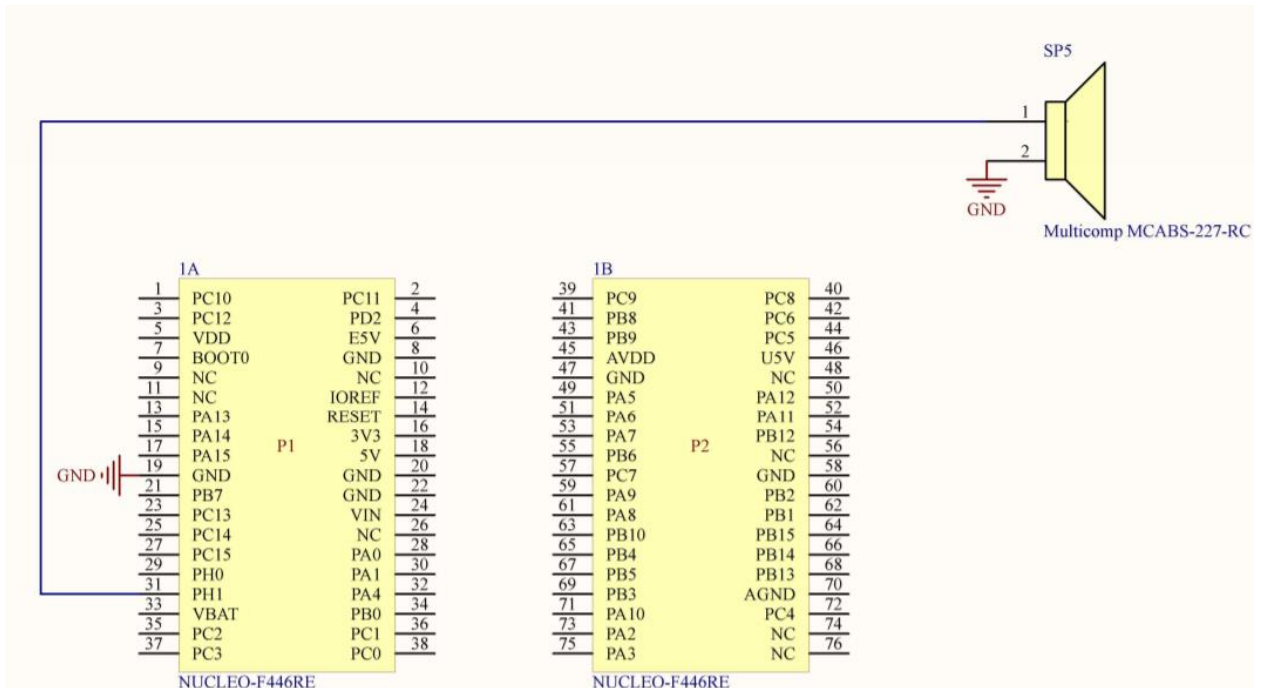 SP5
1
2
GND
Multicomp MCABS-227-RC
1A
1 PC10 PC11 2
3 PC12 PD2 4
5 VDD E5V 6
7 BOOT0 GND 8
9 NC NC 10
11 NC IOREF 12
13 PA13 RESET 14
15 PA14 3V3 16
17 PA15 5V 18
GND 19 GND GND 20
21 PB7 GND 22
23 PC13 VIN 24
25 PC14 NC 26
27 PC15 PA0 28
29 PH0 PA1 30
31 PH1 PA4 32
33 VBAT PB0 34
35 PC2 PC1 36
37 PC3 PC0 38
P1
NUCLEO-F446RE
1B
39 PC9 PC8 40
41 PB8 PC6 42
43 PB9 PC5 44
45 AVDD U5V 46
47 GND NC 48
49 PA5 PA12 50
51 PA6 PA11 52
53 PA7 PB12 54
55 PB6 NC 56
57 PC7 GND 58
59 PA9 PB2 60
61 PA8 PB1 62
63 PB10 PB15 64
65 PB4 PB14 66
67 PB5 PB13 68
69 PB3 AGND 70
71 PA10 PC4 72
73 PA2 NC 74
75 PA3 NC 76
P2
NUCLEO-F446RE